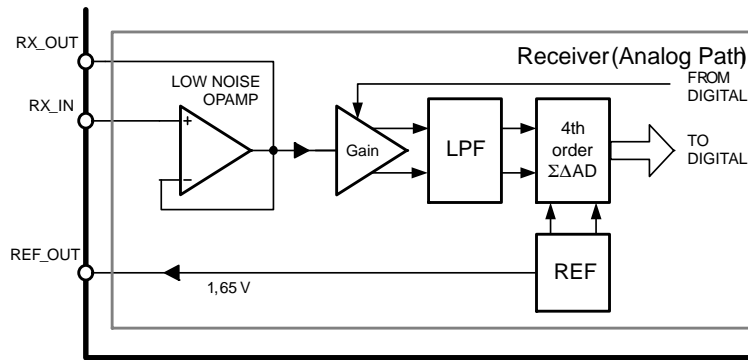 RX_OUT
Receiver (Analog Path)
LOW NOISE
OPAMP
FROM
DIGITAL
RX_IN
+
−
Gain
LPF
4th
order
ΣΔAD
TO
DIGITAL
REF_OUT
1,65 V
REF